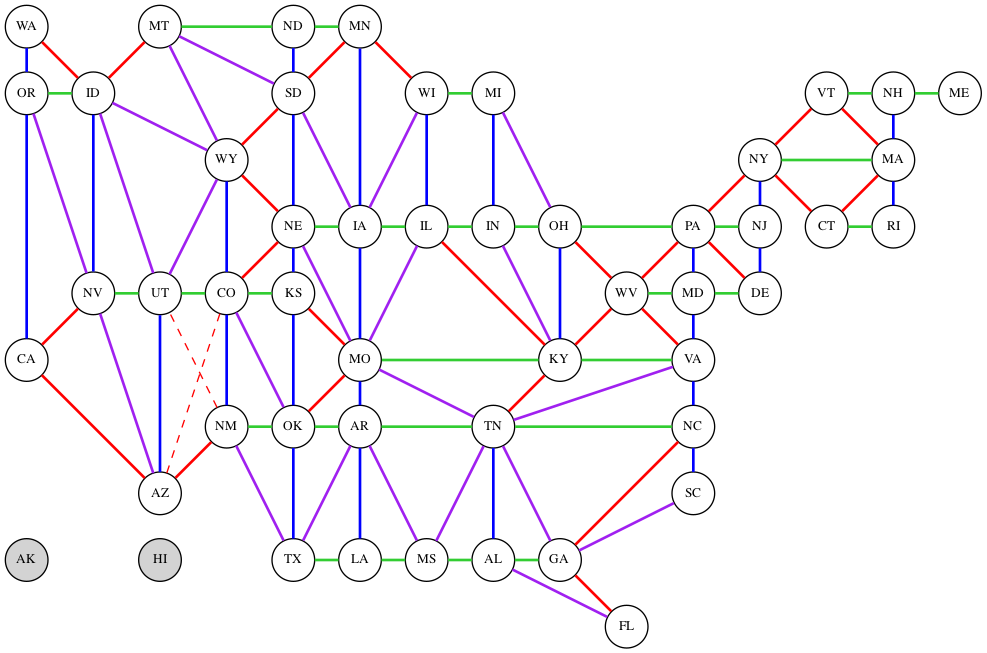 WA MT ND MN
OR ID SD WI MI VT NH ME
WY NY MA
NE IA IL IN OH PA NJ CT RI
NV UT CO KS WV MD DE
CA MO KY VA
NM OK AR TN NC
AZ SC
AK HI TX LA MS AL GA
FL